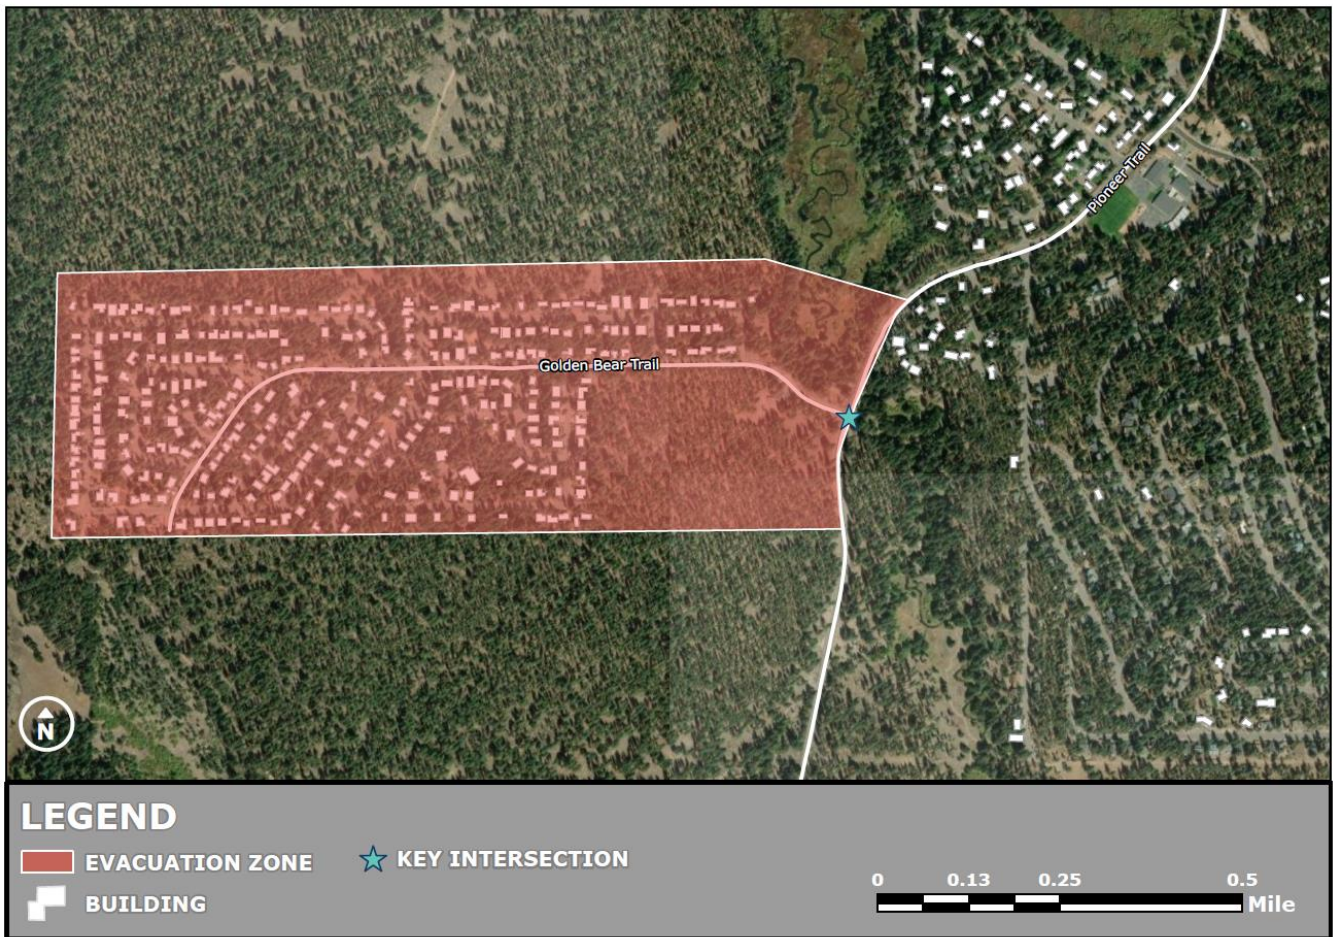 Pioneer Trail
Golden Bear Trail
N
LEGEND
EVACUATION ZONE
KEY INTERSECTION
BUILDING
0 0.13 0.25 0.5
Mile